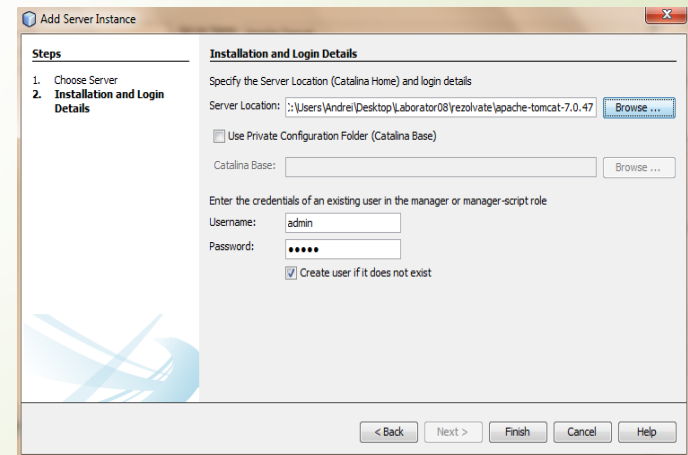 Add Server Instance
Steps
1. Choose Server
2. Installation and Login
Details
Installation and Login Details
Specify the Server Location (Catalina Home) and login details
Server Location: :\Users\Andrei\Desktop\Laborator08\rezolvate\apache-tomcat-7.0.47 Browse ...
Use Private Configuration Folder (Catalina Base)
Catalina Base: Browse ...
Enter the credentials of an existing user in the manager or manager-script role
Username: admin
Password: •••••
Create user if it does not exist
< Back Next > Finish Cancel Help